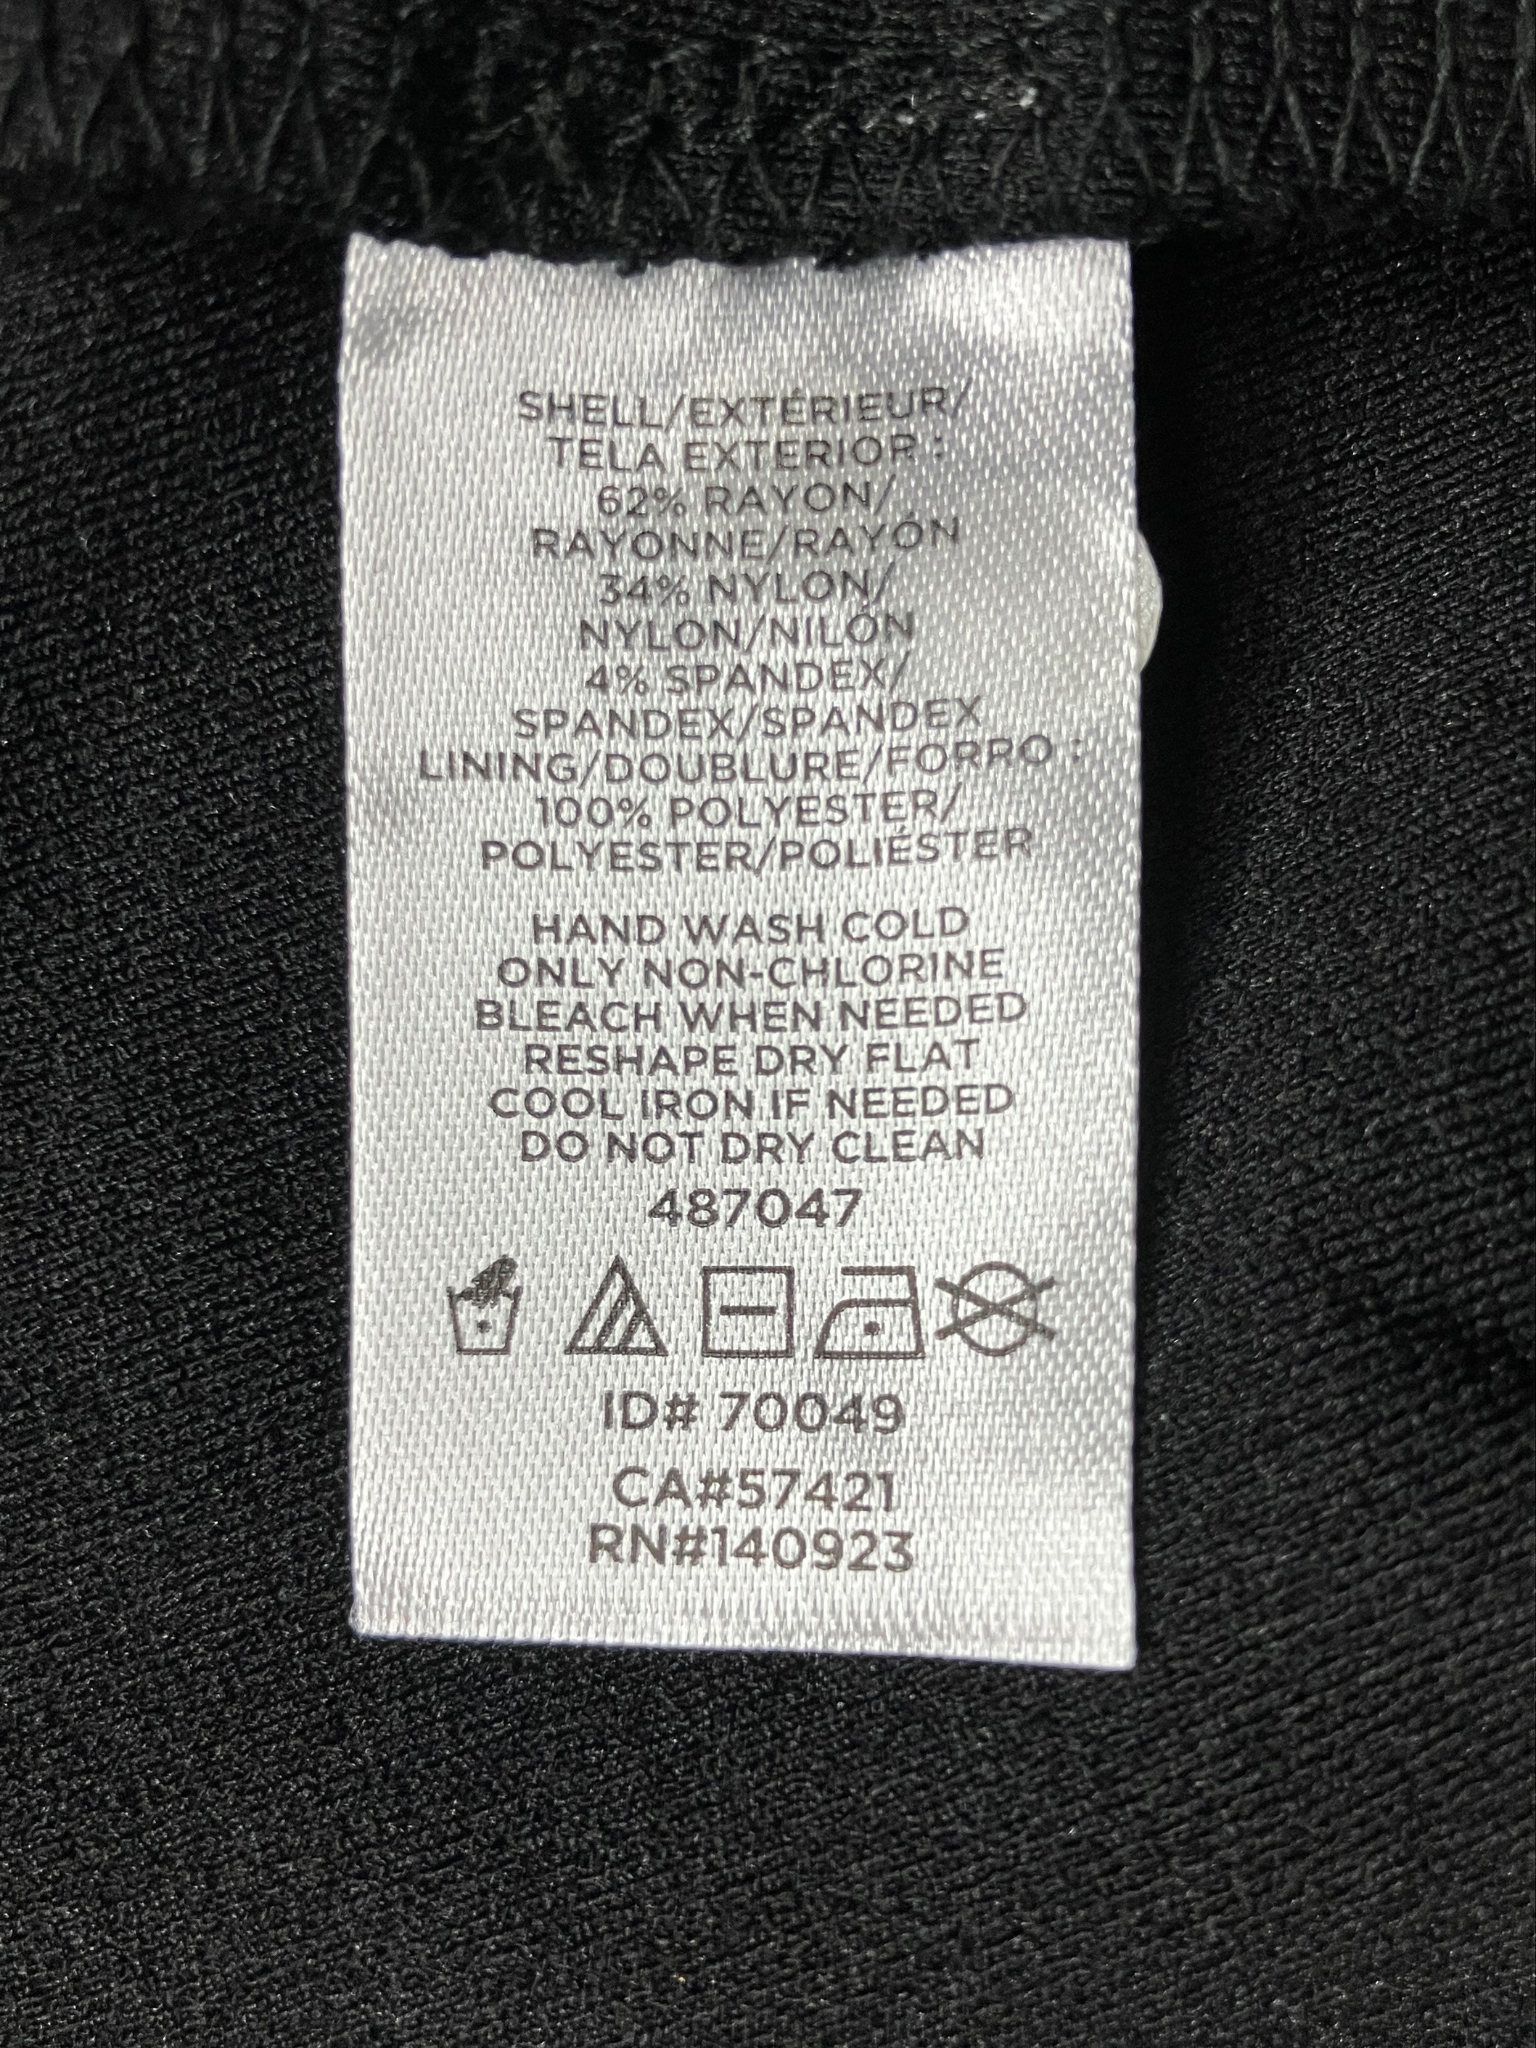 SHELL/EXTÉRIEUR/
TELA EXTERIOR :
62% RAYON/
RAYONNE/RAYÓN
34% NYLON/
NYLON/NILÓN
4% SPANDEX/
SPANDEX/SPANDEX
LINING/DOUBLURE/FORRO :
100% POLYESTER/
POLYESTER/POLIÉSTER
HAND WASH COLD
ONLY NON-CHLORINE
BLEACH WHEN NEEDED
RESHAPE DRY FLAT
COOL IRON IF NEEDED
DO NOT DRY CLEAN
487047
ID# 70049
CA#57421
RN#140923